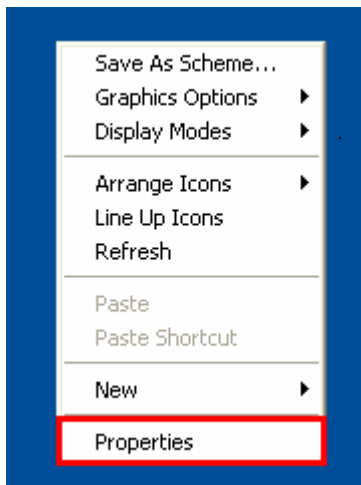 Save As Scheme...
Graphics Options
Display Modes
Arrange Icons
Line Up Icons
Refresh
Paste
Paste Shortcut
New
Properties